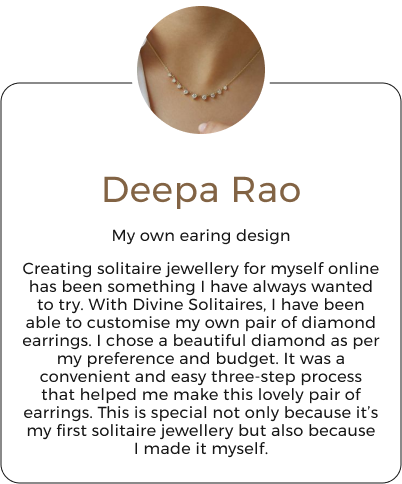 Deepa Rao
My own earing design
Creating solitaire jewellery for myself online
has been something I have always wanted
to try. With Divine Solitaires, I have been
able to customise my own pair of diamond
earrings. I chose a beautiful diamond as per
my preference and budget. It was a
convenient and easy three-step process
that helped me make this lovely pair of
earrings. This is special not only because it’s
my first solitaire jewellery but also because
I made it myself.